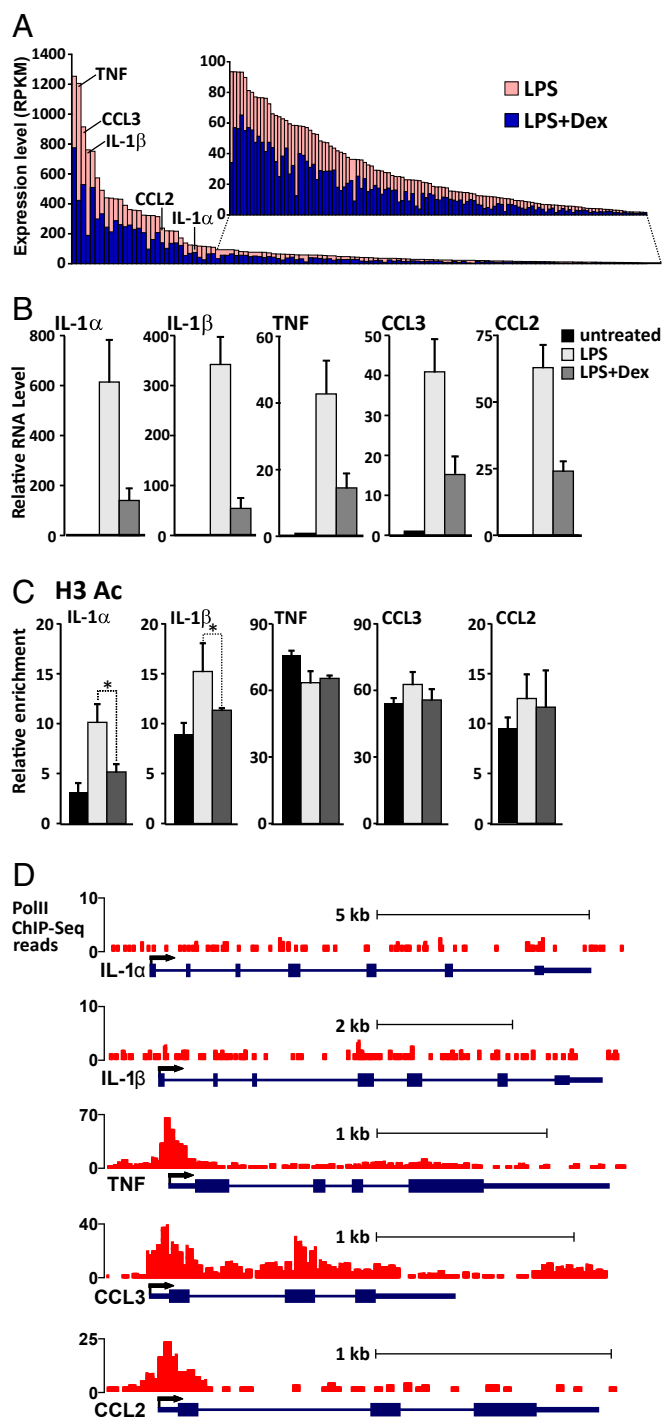 A
Expression level (RPKM)
1400
1200
1000
800
600
400
200
0
TNF
CCL3
IL-1β
CCL2
IL-1α
100
80
60
40
20
0
LPS
LPS+Dex
B
Relative RNA Level
IL-1α
800
600
400
200
0
IL-1β
400
300
200
100
0
TNF
60
40
20
0
CCL3
50
40
30
20
10
0
CCL2
75
50
25
0
untreated
LPS
LPS+Dex
C H3 Ac
Relative enrichment
IL-1α
20
15
10
5
0
*
IL-1β
20
15
10
5
0
*
TNF
90
60
30
0
CCL3
90
60
30
0
CCL2
20
15
10
5
0
D
PolII
ChIP-Seq
reads
10
0
5 kb
IL-1α
10
0
2 kb
IL-1β
70
0
1 kb
TNF
40
0
1 kb
CCL3
25
0
1 kb
CCL2